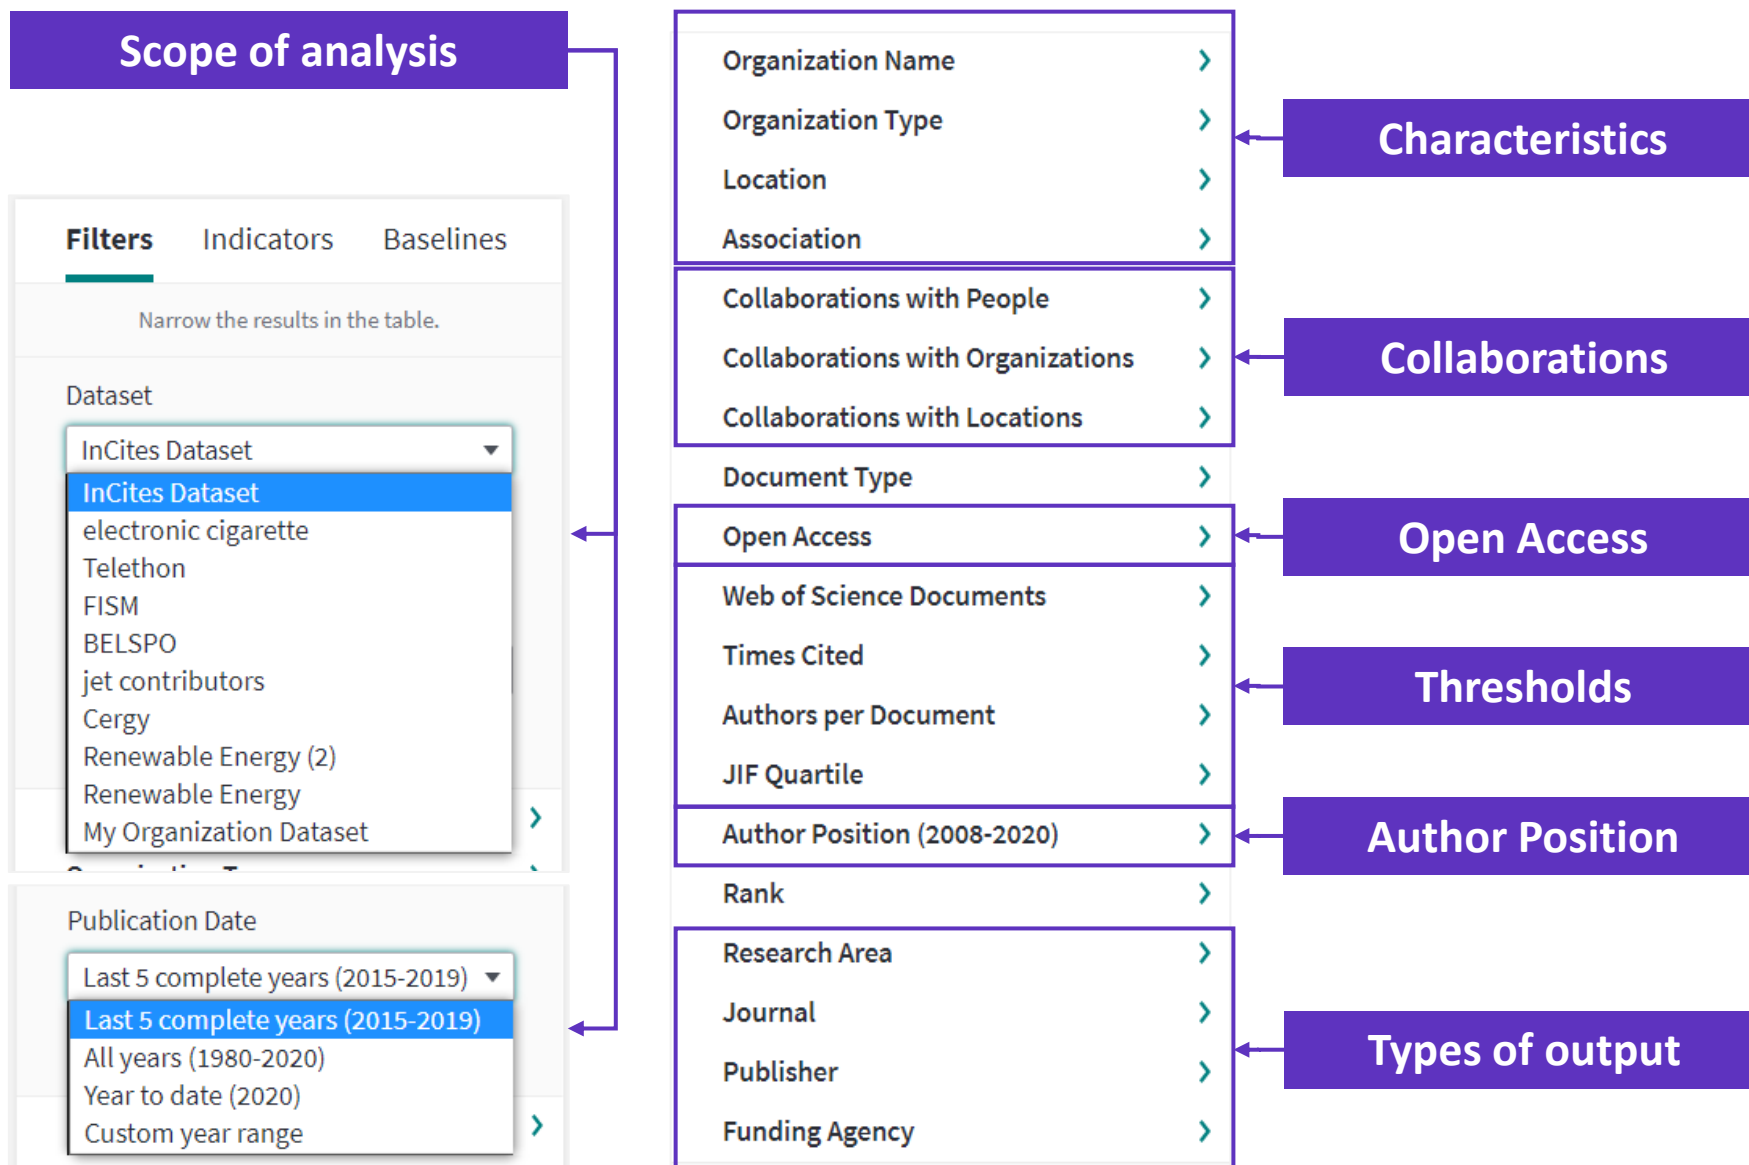 Scope of analysis
Filters Indicators Baselines
Narrow the results in the table.
Dataset
InCites Dataset
InCites Dataset
electronic cigarette
Telethon
FISM
BELSPO
jet contributors
Cergy
Renewable Energy (2)
Renewable Energy
My Organization Dataset
Publication Date
Last 5 complete years (2015-2019)
Last 5 complete years (2015-2019)
All years (1980-2020)
Year to date (2020)
Custom year range
Organization Name
Organization Type
Location
Association
Collaborations with People
Collaborations with Organizations
Collaborations with Locations
Document Type
Open Access
Web of Science Documents
Times Cited
Authors per Document
JIF Quartile
Author Position (2008-2020)
Rank
Research Area
Journal
Publisher
Funding Agency
Characteristics
Collaborations
Open Access
Thresholds
Author Position
Types of output